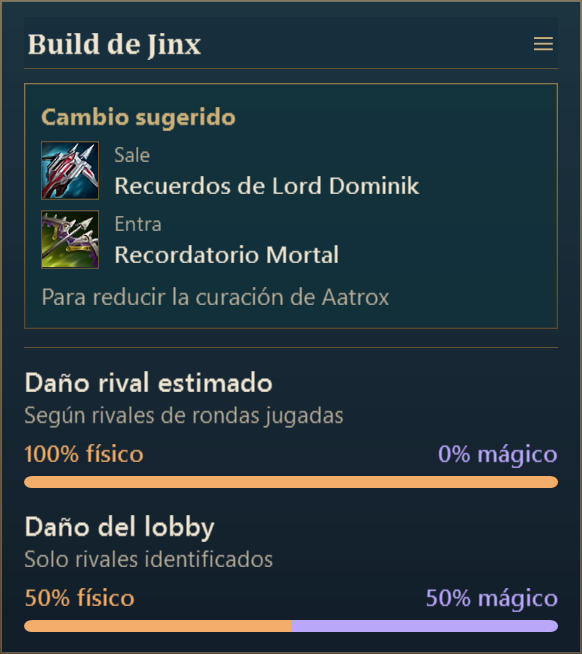 Build de Jinx
Cambio sugerido
Sale
Recuerdos de Lord Dominik
Entra
Recordatorio Mortal
Para reducir la curación de Aatrox
Daño rival estimado
Según rivales de rondas jugadas
100% físico 0% mágico
Daño del lobby
Solo rivales identificados
50% físico 50% mágico